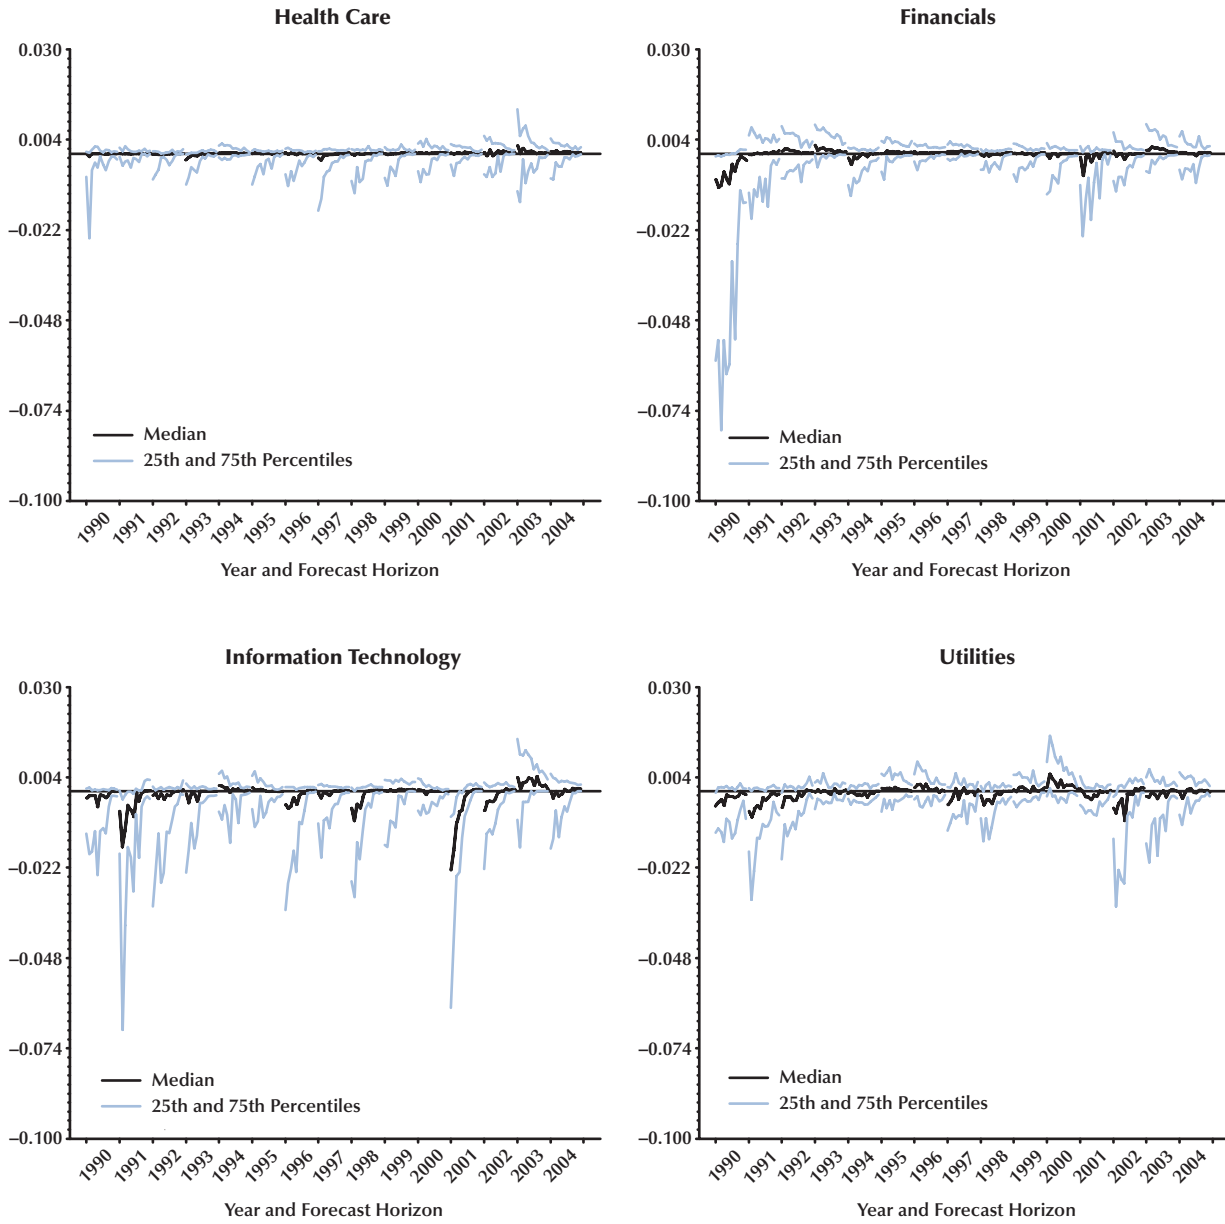 Health Care
0.030
0.004
–0.022
–0.048
–0.074
–0.100
Median
25th and 75th Percentiles
1990 1991 1992 1993 1994 1995 1996 1997 1998 1999 2000 2001 2002 2003 2004
Year and Forecast Horizon
Financials
0.030
0.004
–0.022
–0.048
–0.074
–0.100
Median
25th and 75th Percentiles
1990 1991 1992 1993 1994 1995 1996 1997 1998 1999 2000 2001 2002 2003 2004
Year and Forecast Horizon
Information Technology
0.030
0.004
–0.022
–0.048
–0.074
–0.100
Median
25th and 75th Percentiles
1990 1991 1992 1993 1994 1995 1996 1997 1998 1999 2000 2001 2002 2003 2004
Year and Forecast Horizon
Utilities
0.030
0.004
–0.022
–0.048
–0.074
–0.100
Median
25th and 75th Percentiles
1990 1991 1992 1993 1994 1995 1996 1997 1998 1999 2000 2001 2002 2003 2004
Year and Forecast Horizon